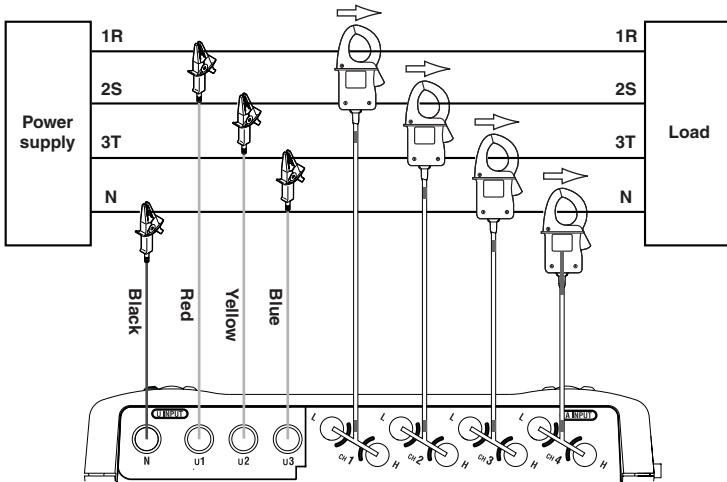 1R
1R
2S
2S
Power
supply
Load
3T
3T
N
N
Black
Red
Yellow
Blue
U INPUT
A INPUT
N
U1
U2
U3
L
CH 1
H
L
CH 2
H
L
CH 3
H
L
CH 4
H